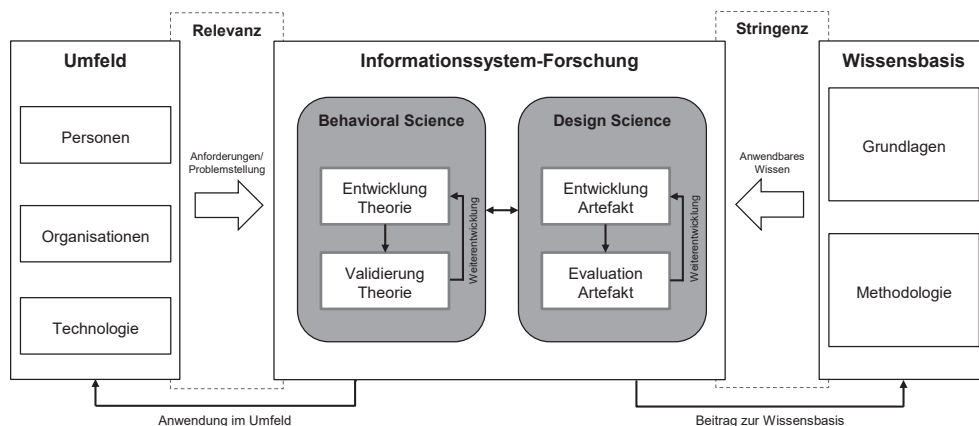 Relevanz
Stringenz
Umfeld
Informationssystem-Forschung
Wissensbasis
Personen
Organisationen
Technologie
Anforderungen/
Problemstellung
Behavioral Science
Entwicklung
Theorie
Validierung
Theorie
Weiterentwicklung
Design Science
Entwicklung
Artefakt
Evaluation
Artefakt
Weiterentwicklung
Anwendbares
Wissen
Grundlagen
Methodologie
Anwendung im Umfeld
Beitrag zur Wissensbasis